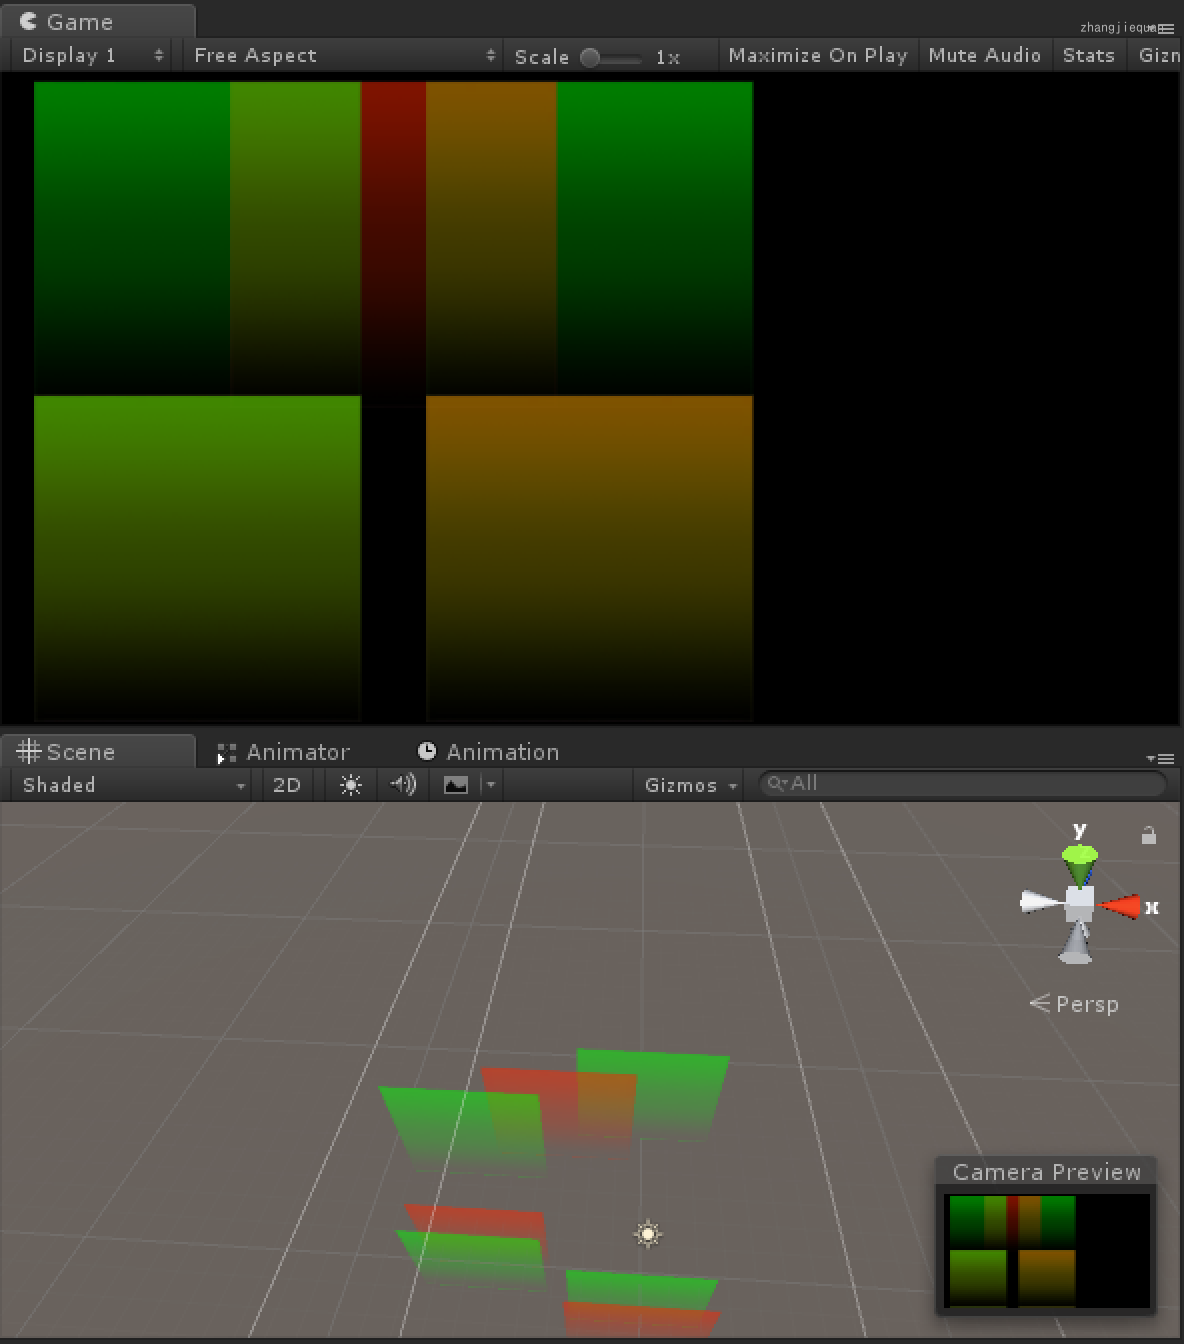 Game
zhangjiequan
Display 1 Free Aspect Scale 1x Maximize On Play Mute Audio Stats Gizn
Scene Animator Animation
Shaded 2D Gizmos All
y
x
Persp
Camera Preview